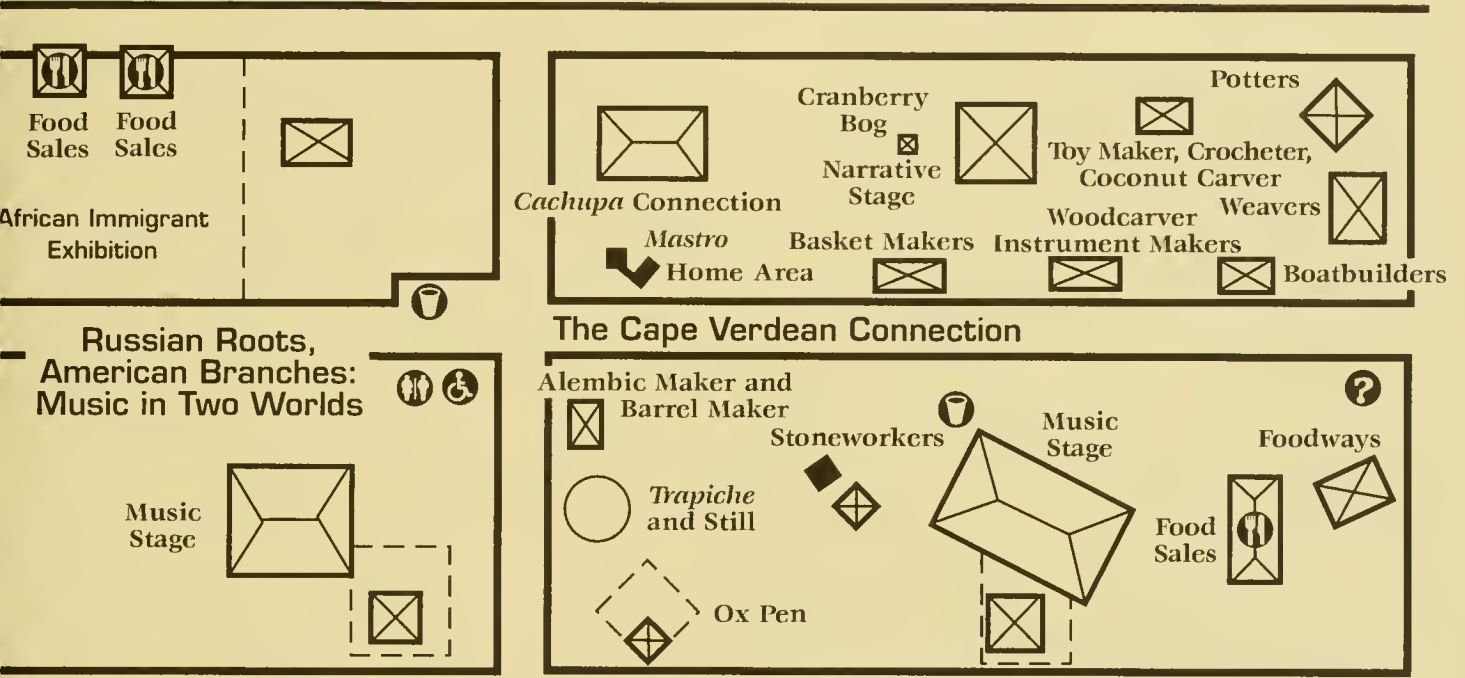 Food
Sales
Food
Sales
African Immigrant
Exhibition
Russian Roots,
American Branches:
Music in Two Worlds
Music
Stage
Cachupa Connection
Cranberry
Bog
Narrative
Stage
Potters
Toy Maker, Crocheter,
Coconut Carver
Weavers
Mastro
Home Area
Basket Makers
Woodcarver
Instrument Makers
Boatbuilders
The Cape Verdean Connection
Alembic Maker and
Barrel Maker
Stoneworkers
Music
Stage
?
Foodways
Trapiche
and Still
Food
Sales
Ox Pen